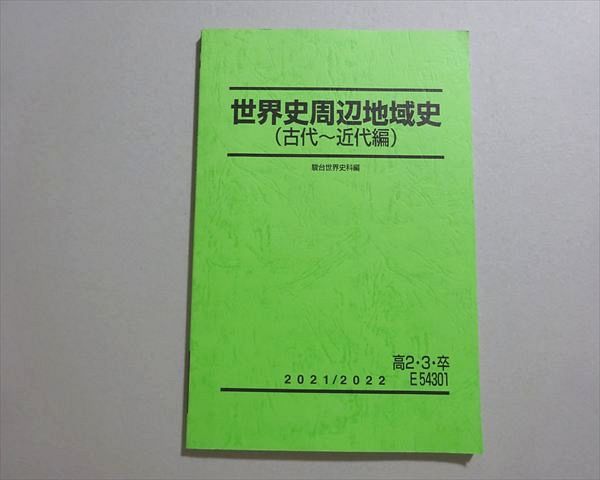 世界史周辺地域史
（古代～近代編）
駿台世界史科編
高2・3・卒
2021/2022 E54301